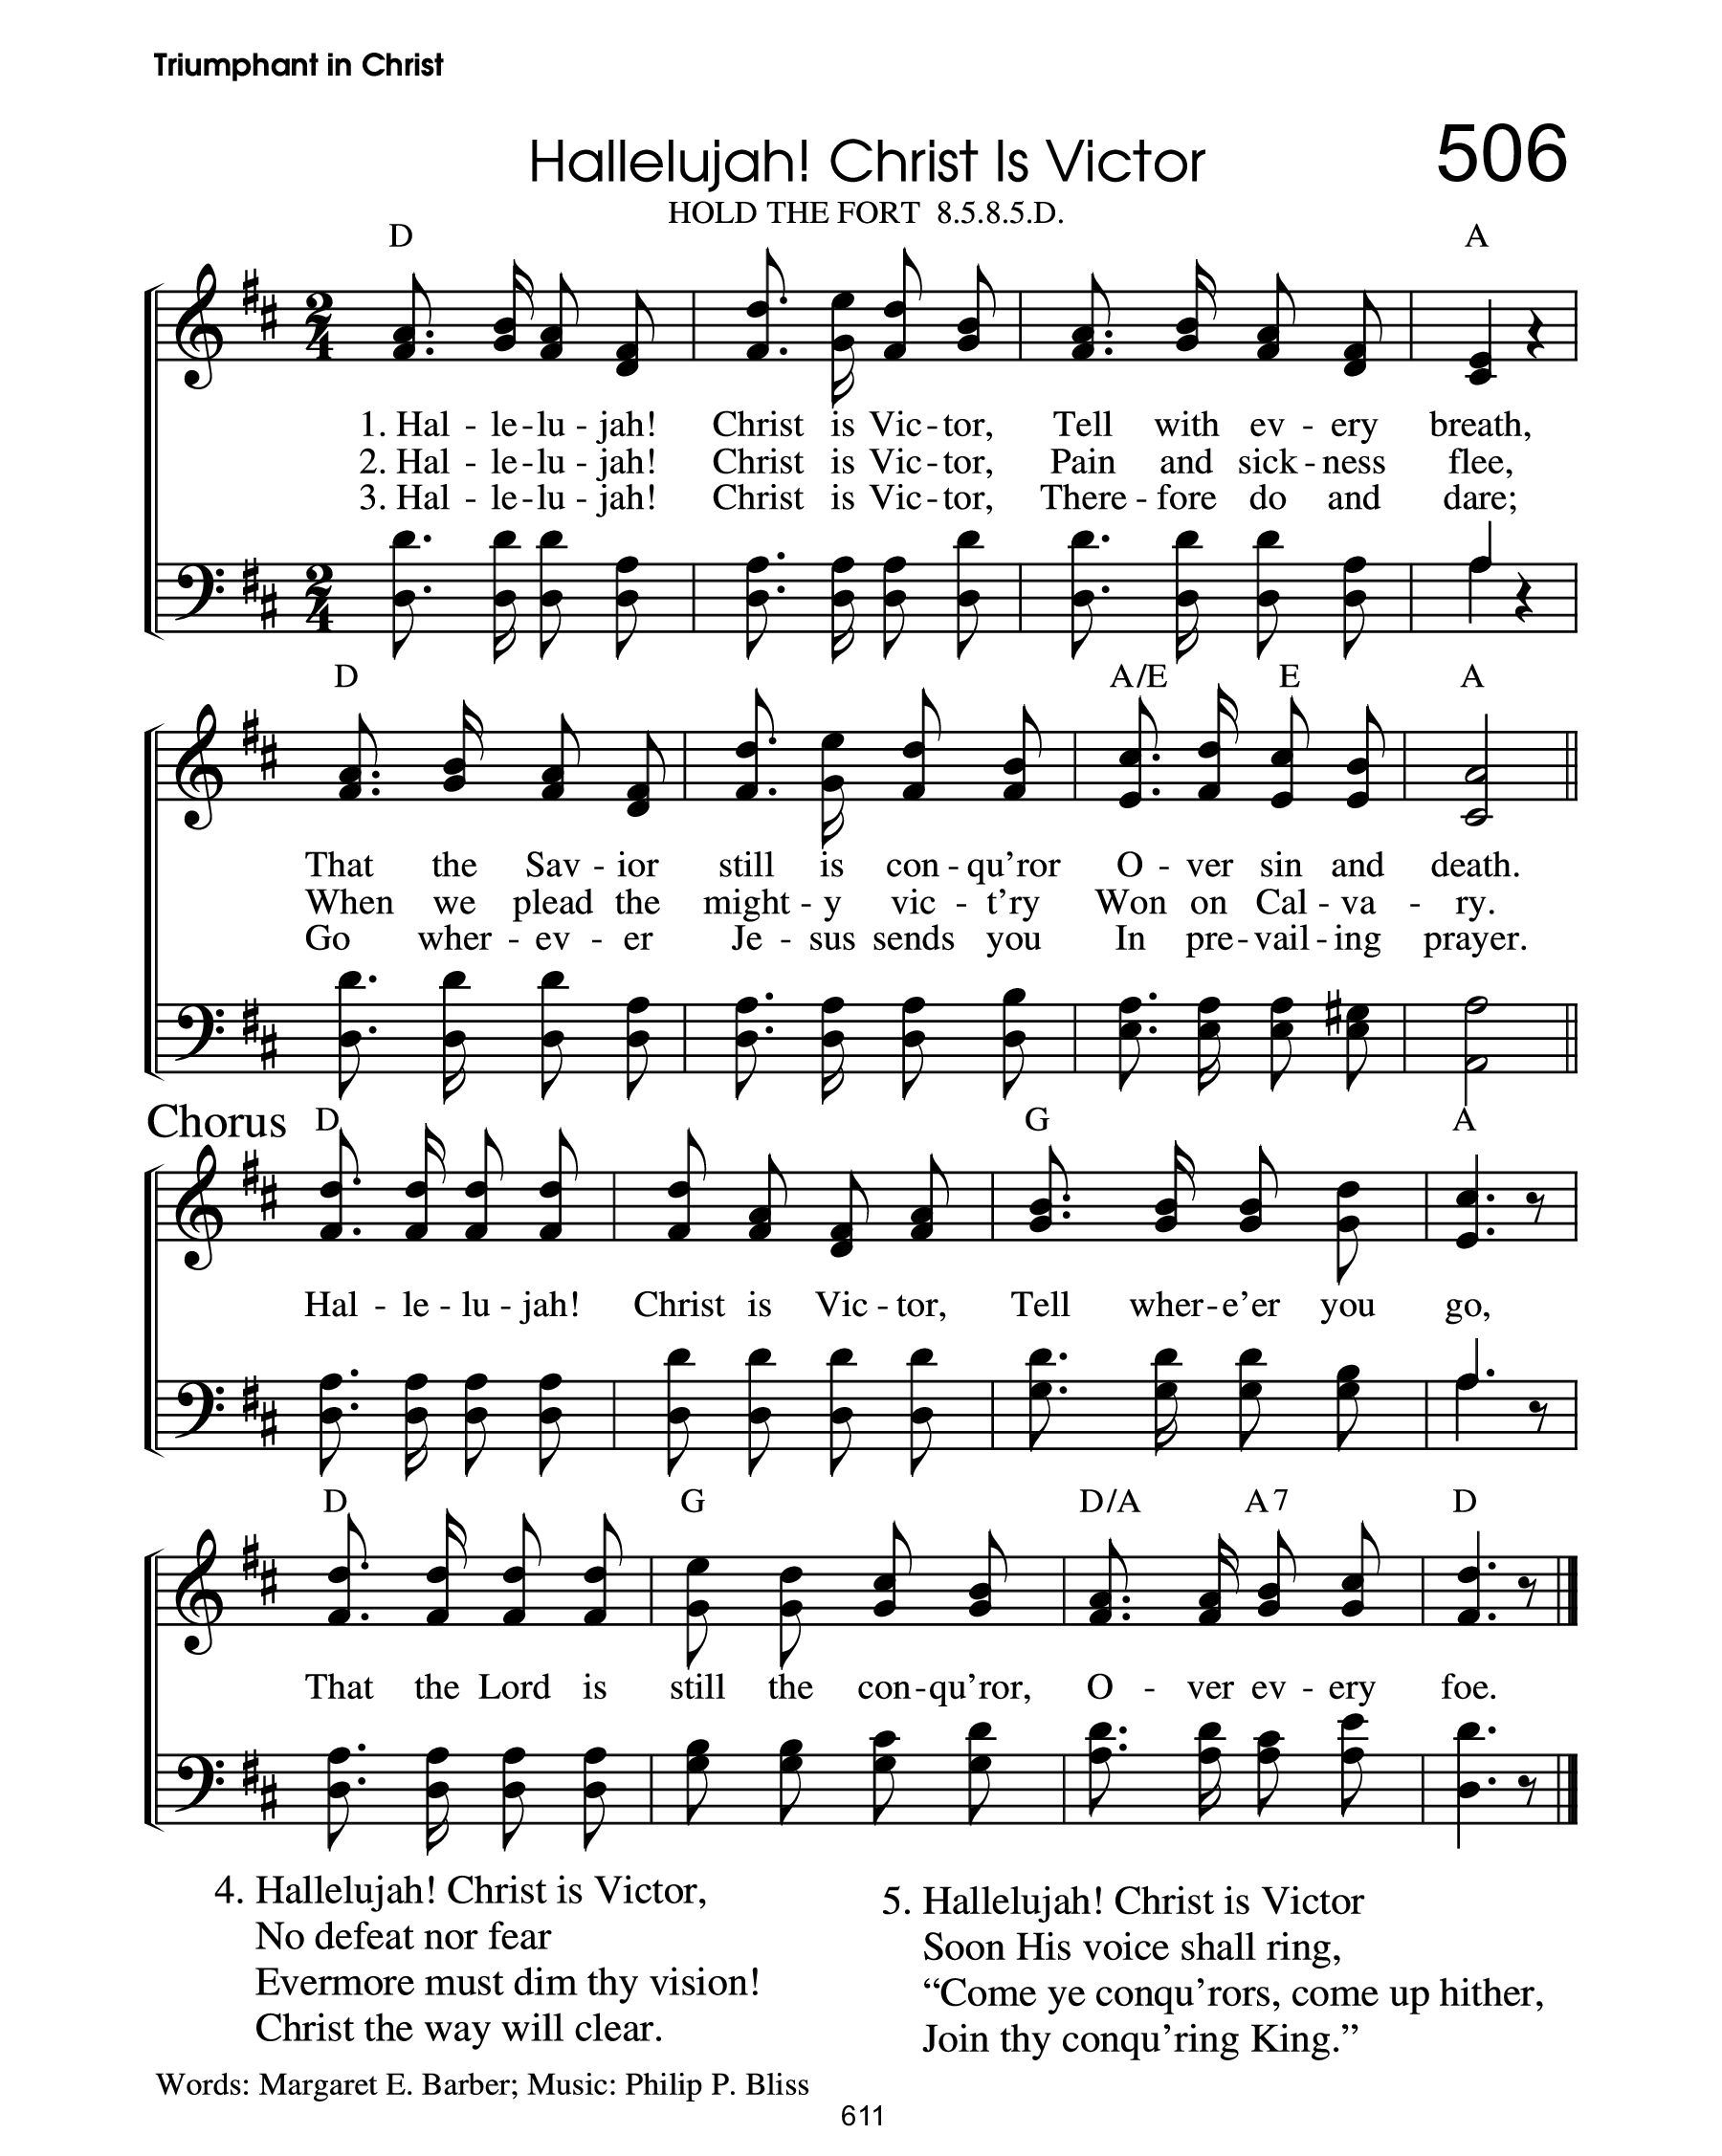 Triumphant in Christ
Hallelujah! Christ Is Victor
506
HOLD THE FORT 8.5.8.5.D.
D A
1. Hal - le - lu - jah! Christ is Vic - tor, Tell with ev - ery breath,
2. Hal - le - lu - jah! Christ is Vic - tor, Pain and sick - ness flee,
3. Hal - le - lu - jah! Christ is Vic - tor, There - fore do and dare;
D A/E E A
That the Sav - ior still is con - qu’ror O - ver sin and death.
When we plead the might - y vic - t’ry Won on Cal - va - ry.
Go wher - ev - er Je - sus sends you In pre - vail - ing prayer.
Chorus D G A
Hal - le - lu - jah! Christ is Vic - tor, Tell wher - e’er you go,
D G D/A A7 D
That the Lord is still the con - qu’ror, O - ver ev - ery foe.
4. Hallelujah! Christ is Victor,
No defeat nor fear
Evermore must dim thy vision!
Christ the way will clear.
5. Hallelujah! Christ is Victor
Soon His voice shall ring,
“Come ye conqu’rors, come up hither,
Join thy conqu’ring King.”
Words: Margaret E. Barber; Music: Philip P. Bliss
611